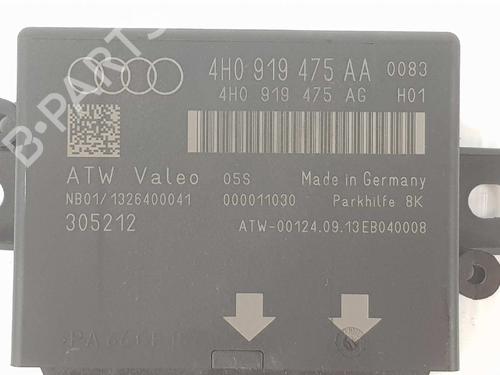 B-PARTS
4H0 919 475 AA 0083
4H0 919 475 AG H01
ATW Valeo 05S Made in Germany
NB01/1326400041 000011030 Parkhilfe 8K
305212 ATW-00124.09.13EB040008